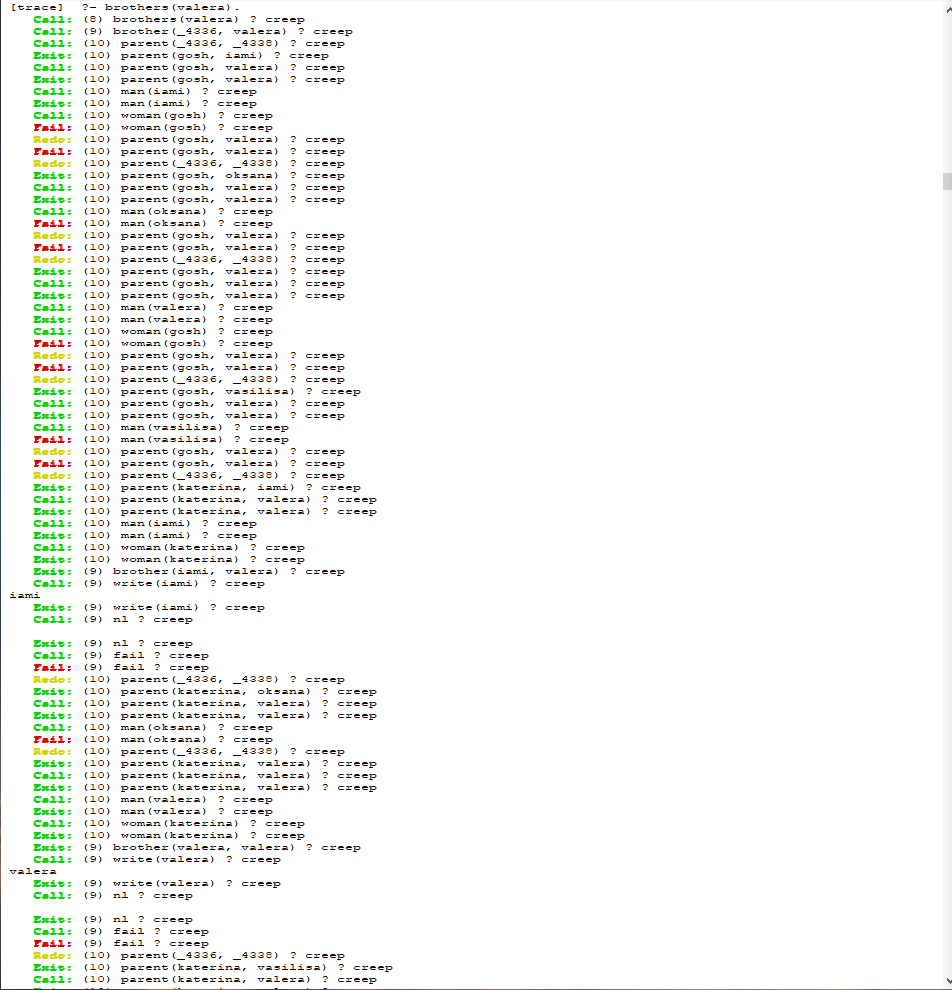 [trace]  ?- brothers(valera).
   Call: (8) brothers(valera) ? creep
   Call: (9) brother(_4336, valera) ? creep
   Call: (10) parent(_4336, _4338) ? creep
   Exit: (10) parent(gosh, iami) ? creep
   Call: (10) parent(gosh, valera) ? creep
   Exit: (10) parent(gosh, valera) ? creep
   Call: (10) man(iami) ? creep
   Exit: (10) man(iami) ? creep
   Call: (10) woman(gosh) ? creep
   Fail: (10) woman(gosh) ? creep
   Redo: (10) parent(gosh, valera) ? creep
   Fail: (10) parent(gosh, valera) ? creep
   Redo: (10) parent(_4336, _4338) ? creep
   Exit: (10) parent(gosh, oksana) ? creep
   Call: (10) parent(gosh, valera) ? creep
   Exit: (10) parent(gosh, valera) ? creep
   Call: (10) man(oksana) ? creep
   Fail: (10) man(oksana) ? creep
   Redo: (10) parent(gosh, valera) ? creep
   Fail: (10) parent(gosh, valera) ? creep
   Redo: (10) parent(_4336, _4338) ? creep
   Exit: (10) parent(gosh, valera) ? creep
   Call: (10) parent(gosh, valera) ? creep
   Exit: (10) parent(gosh, valera) ? creep
   Call: (10) man(valera) ? creep
   Exit: (10) man(valera) ? creep
   Call: (10) woman(gosh) ? creep
   Fail: (10) woman(gosh) ? creep
   Redo: (10) parent(gosh, valera) ? creep
   Fail: (10) parent(gosh, valera) ? creep
   Redo: (10) parent(_4336, _4338) ? creep
   Exit: (10) parent(gosh, vasilisa) ? creep
   Call: (10) parent(gosh, valera) ? creep
   Exit: (10) parent(gosh, valera) ? creep
   Call: (10) man(vasilisa) ? creep
   Fail: (10) man(vasilisa) ? creep
   Redo: (10) parent(gosh, valera) ? creep
   Fail: (10) parent(gosh, valera) ? creep
   Redo: (10) parent(_4336, _4338) ? creep
   Exit: (10) parent(katerina, iami) ? creep
   Call: (10) parent(katerina, valera) ? creep
   Exit: (10) parent(katerina, valera) ? creep
   Call: (10) man(iami) ? creep
   Exit: (10) man(iami) ? creep
   Call: (10) woman(katerina) ? creep
   Exit: (10) woman(katerina) ? creep
   Exit: (9) brother(iami, valera) ? creep
   Call: (9) write(iami) ? creep
iami
   Exit: (9) write(iami) ? creep
   Call: (9) nl ? creep
   Exit: (9) nl ? creep
   Call: (9) fail ? creep
   Fail: (9) fail ? creep
   Redo: (10) parent(_4336, _4338) ? creep
   Exit: (10) parent(katerina, oksana) ? creep
   Call: (10) parent(katerina, valera) ? creep
   Exit: (10) parent(katerina, valera) ? creep
   Call: (10) man(oksana) ? creep
   Fail: (10) man(oksana) ? creep
   Redo: (10) parent(_4336, _4338) ? creep
   Exit: (10) parent(katerina, valera) ? creep
   Call: (10) parent(katerina, valera) ? creep
   Exit: (10) parent(katerina, valera) ? creep
   Call: (10) man(valera) ? creep
   Exit: (10) man(valera) ? creep
   Call: (10) woman(katerina) ? creep
   Exit: (10) woman(katerina) ? creep
   Exit: (9) brother(valera, valera) ? creep
   Call: (9) write(valera) ? creep
valera
   Exit: (9) write(valera) ? creep
   Call: (9) nl ? creep
   Exit: (9) nl ? creep
   Call: (9) fail ? creep
   Fail: (9) fail ? creep
   Redo: (10) parent(_4336, _4338) ? creep
   Exit: (10) parent(katerina, vasilisa) ? creep
   Call: (10) parent(katerina, valera) ? creep